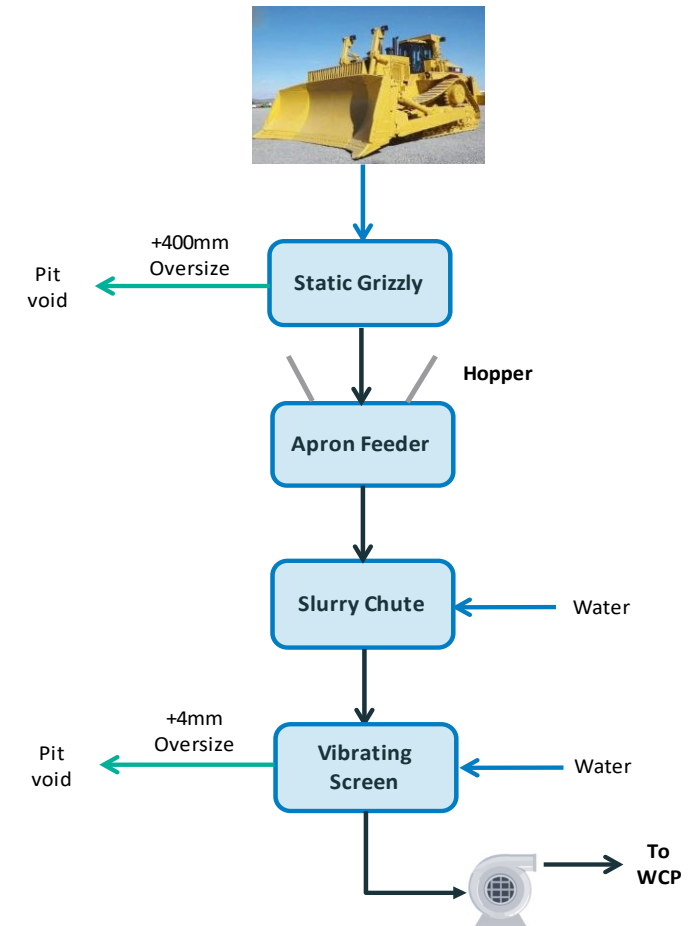 +400mm
Oversize
Pit
void
Static Grizzly
Hopper
Apron Feeder
Slurry Chute
Water
+4mm
Oversize
Pit
void
Vibrating
Screen
Water
To
WCP